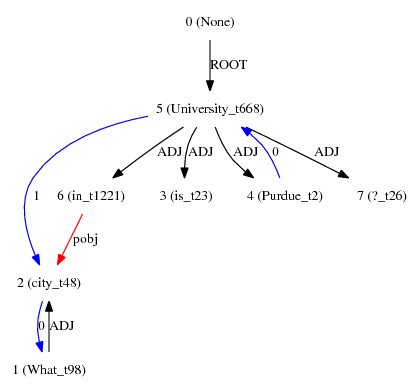 0 (None)
ROOT
5 (University_t668)
ADJ ADJ ADJ 0 ADJ
1 6 (in_t1221) 3 (is_t23) 4 (Purdue_t2) 7 (?_t26)
pobj
2 (city_t48)
0 ADJ
1 (What_t98)